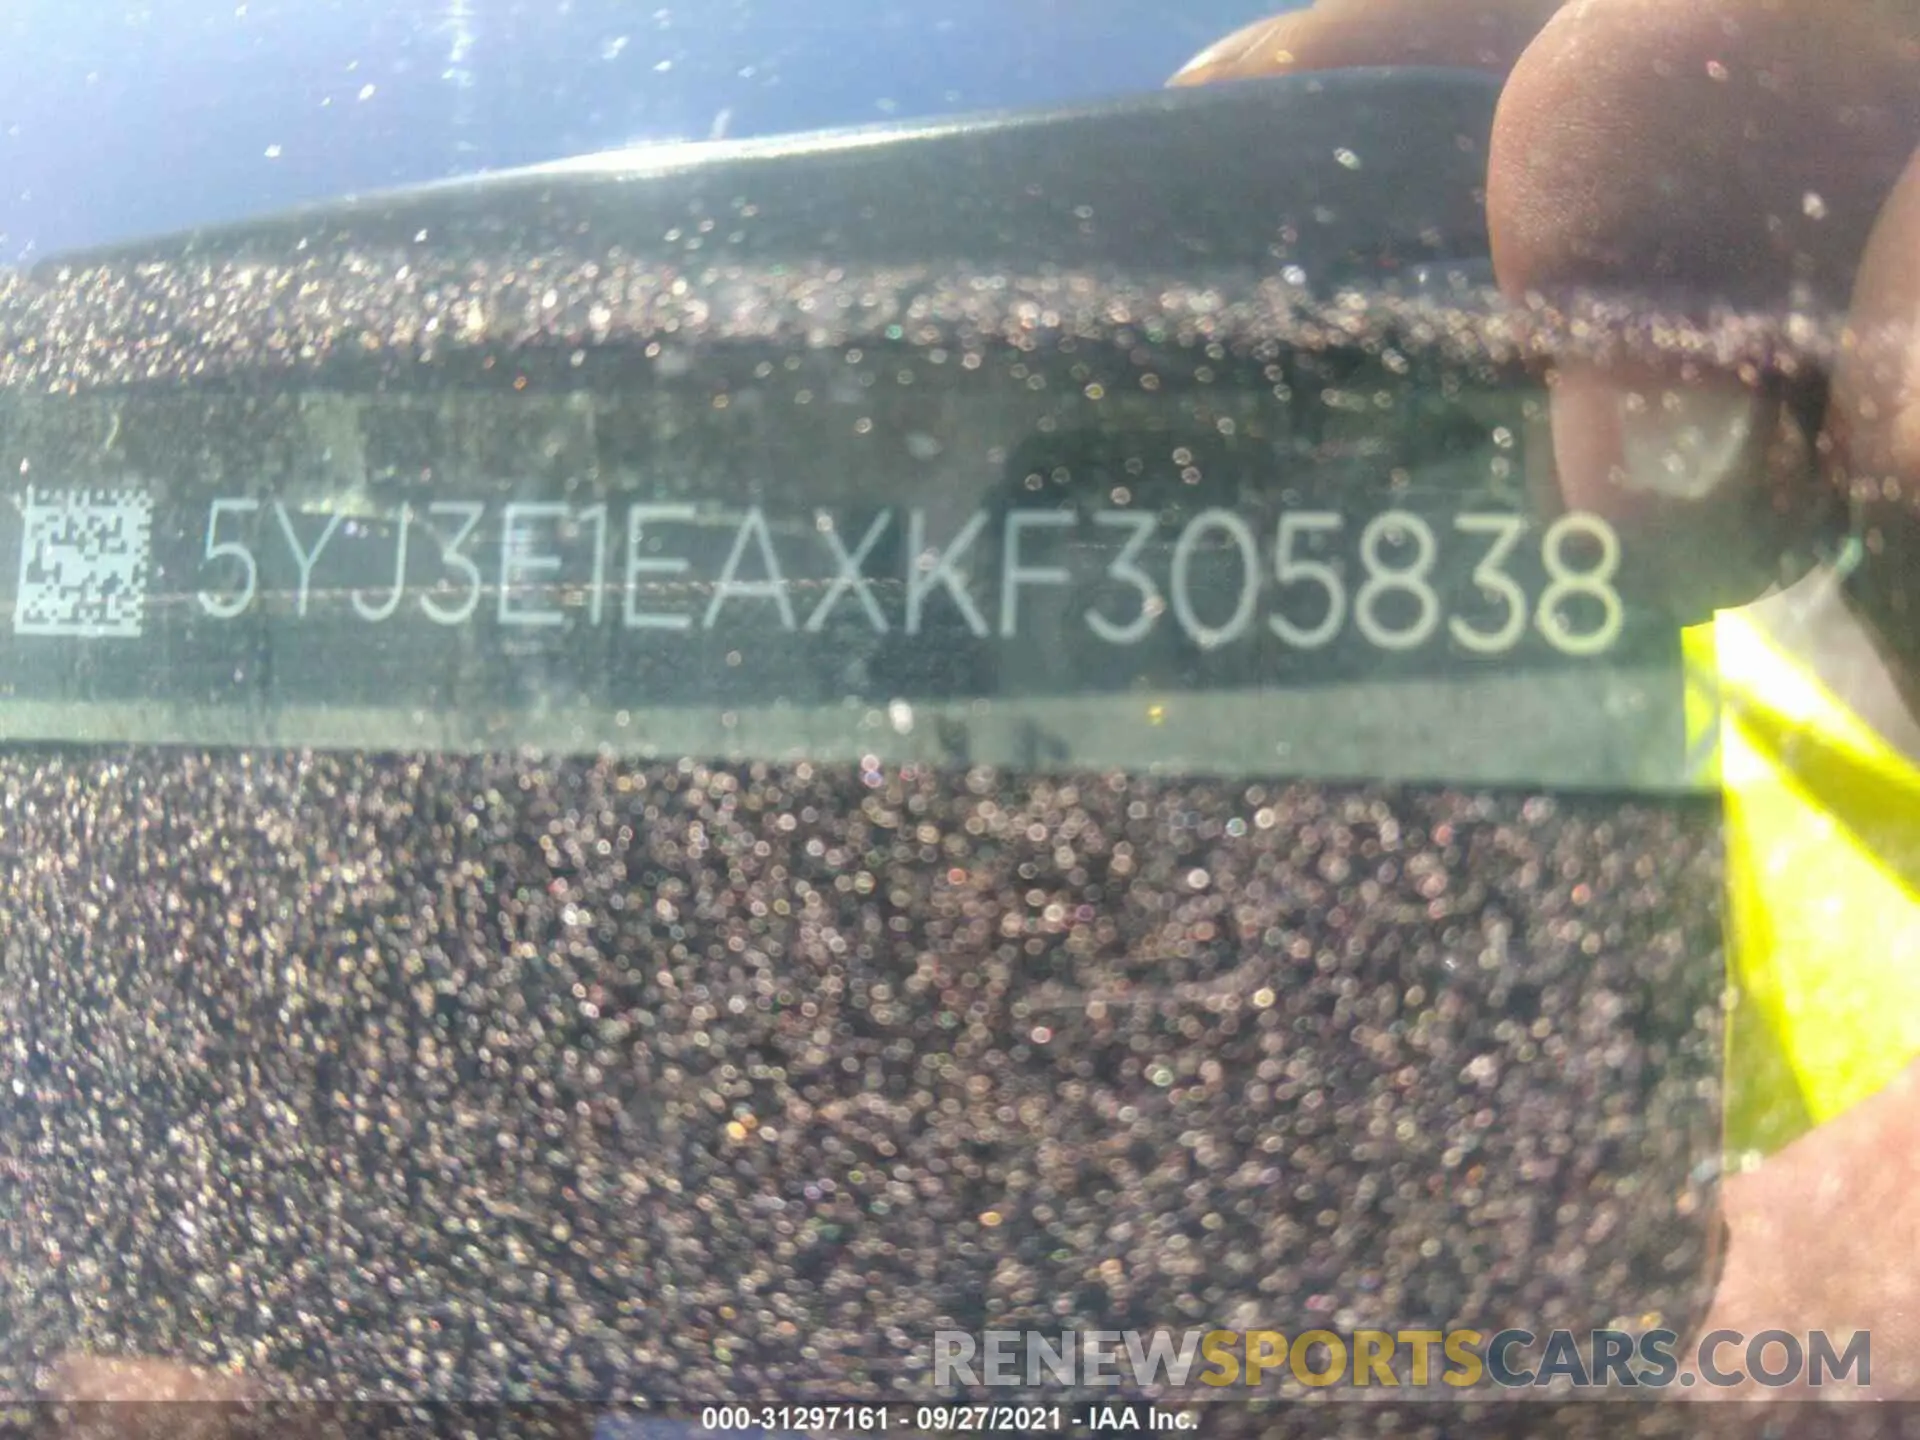 5YJ3E1EAXKF305838
RENEWSPORTSCARS.COM
000-31297161 - 09/27/2021 - IAA Inc.